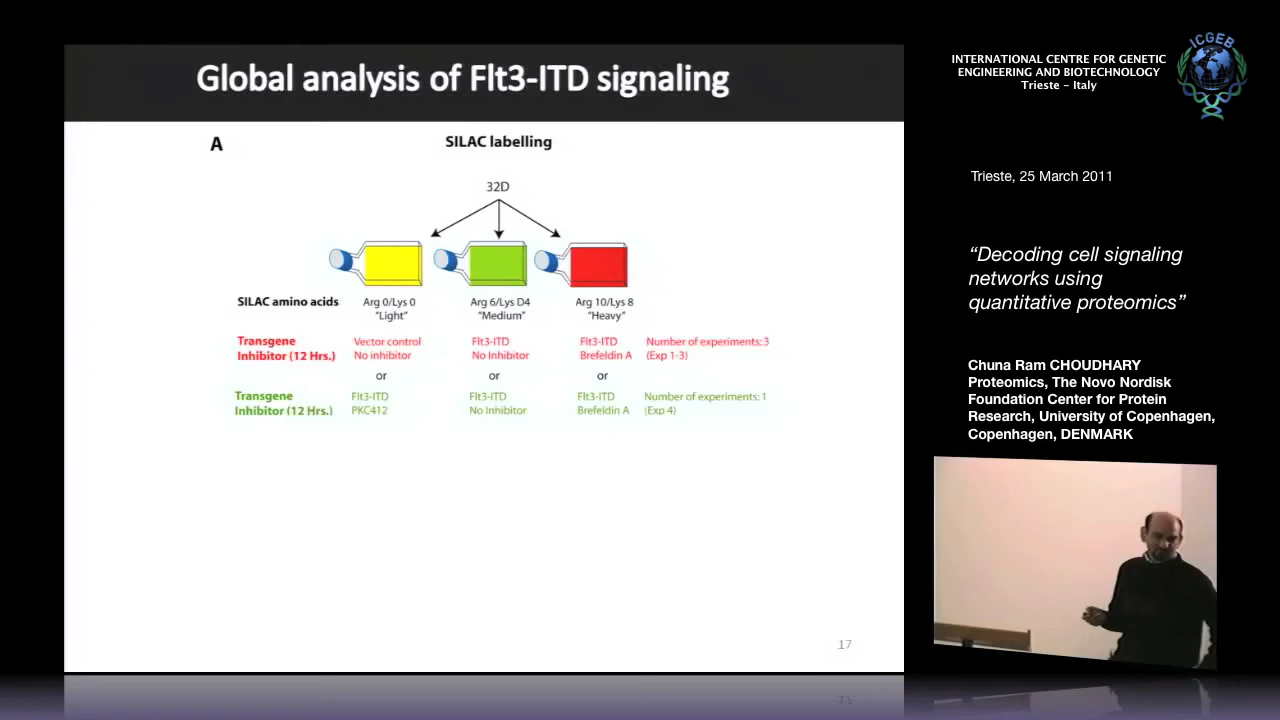 Global analysis of Flt3-ITD signaling
A
SILAC labelling
32D
SILAC amino acids Arg 0/Lys 0 Arg 6/Lys D4 Arg 10/Lys 8
"Light" "Medium" "Heavy"
Transgene Vector control Flt3-ITD Flt3-ITD Number of experiments: 3
Inhibitor (12 Hrs.) No inhibitor No Inhibitor Brefeldin A (Exp 1-3)
or or or
Transgene Flt3-ITD Flt3-ITD Flt3-ITD Number of experiments: 1
Inhibitor (12 Hrs.) PKC412 No Inhibitor Brefeldin A (Exp 4)
17
INTERNATIONAL CENTRE FOR GENETIC
ENGINEERING AND BIOTECHNOLOGY
Trieste – Italy
ICGEB
Trieste, 25 March 2011
“Decoding cell signaling
networks using
quantitative proteomics”
Chuna Ram CHOUDHARY
Proteomics, The Novo Nordisk
Foundation Center for Protein
Research, University of Copenhagen,
Copenhagen, DENMARK